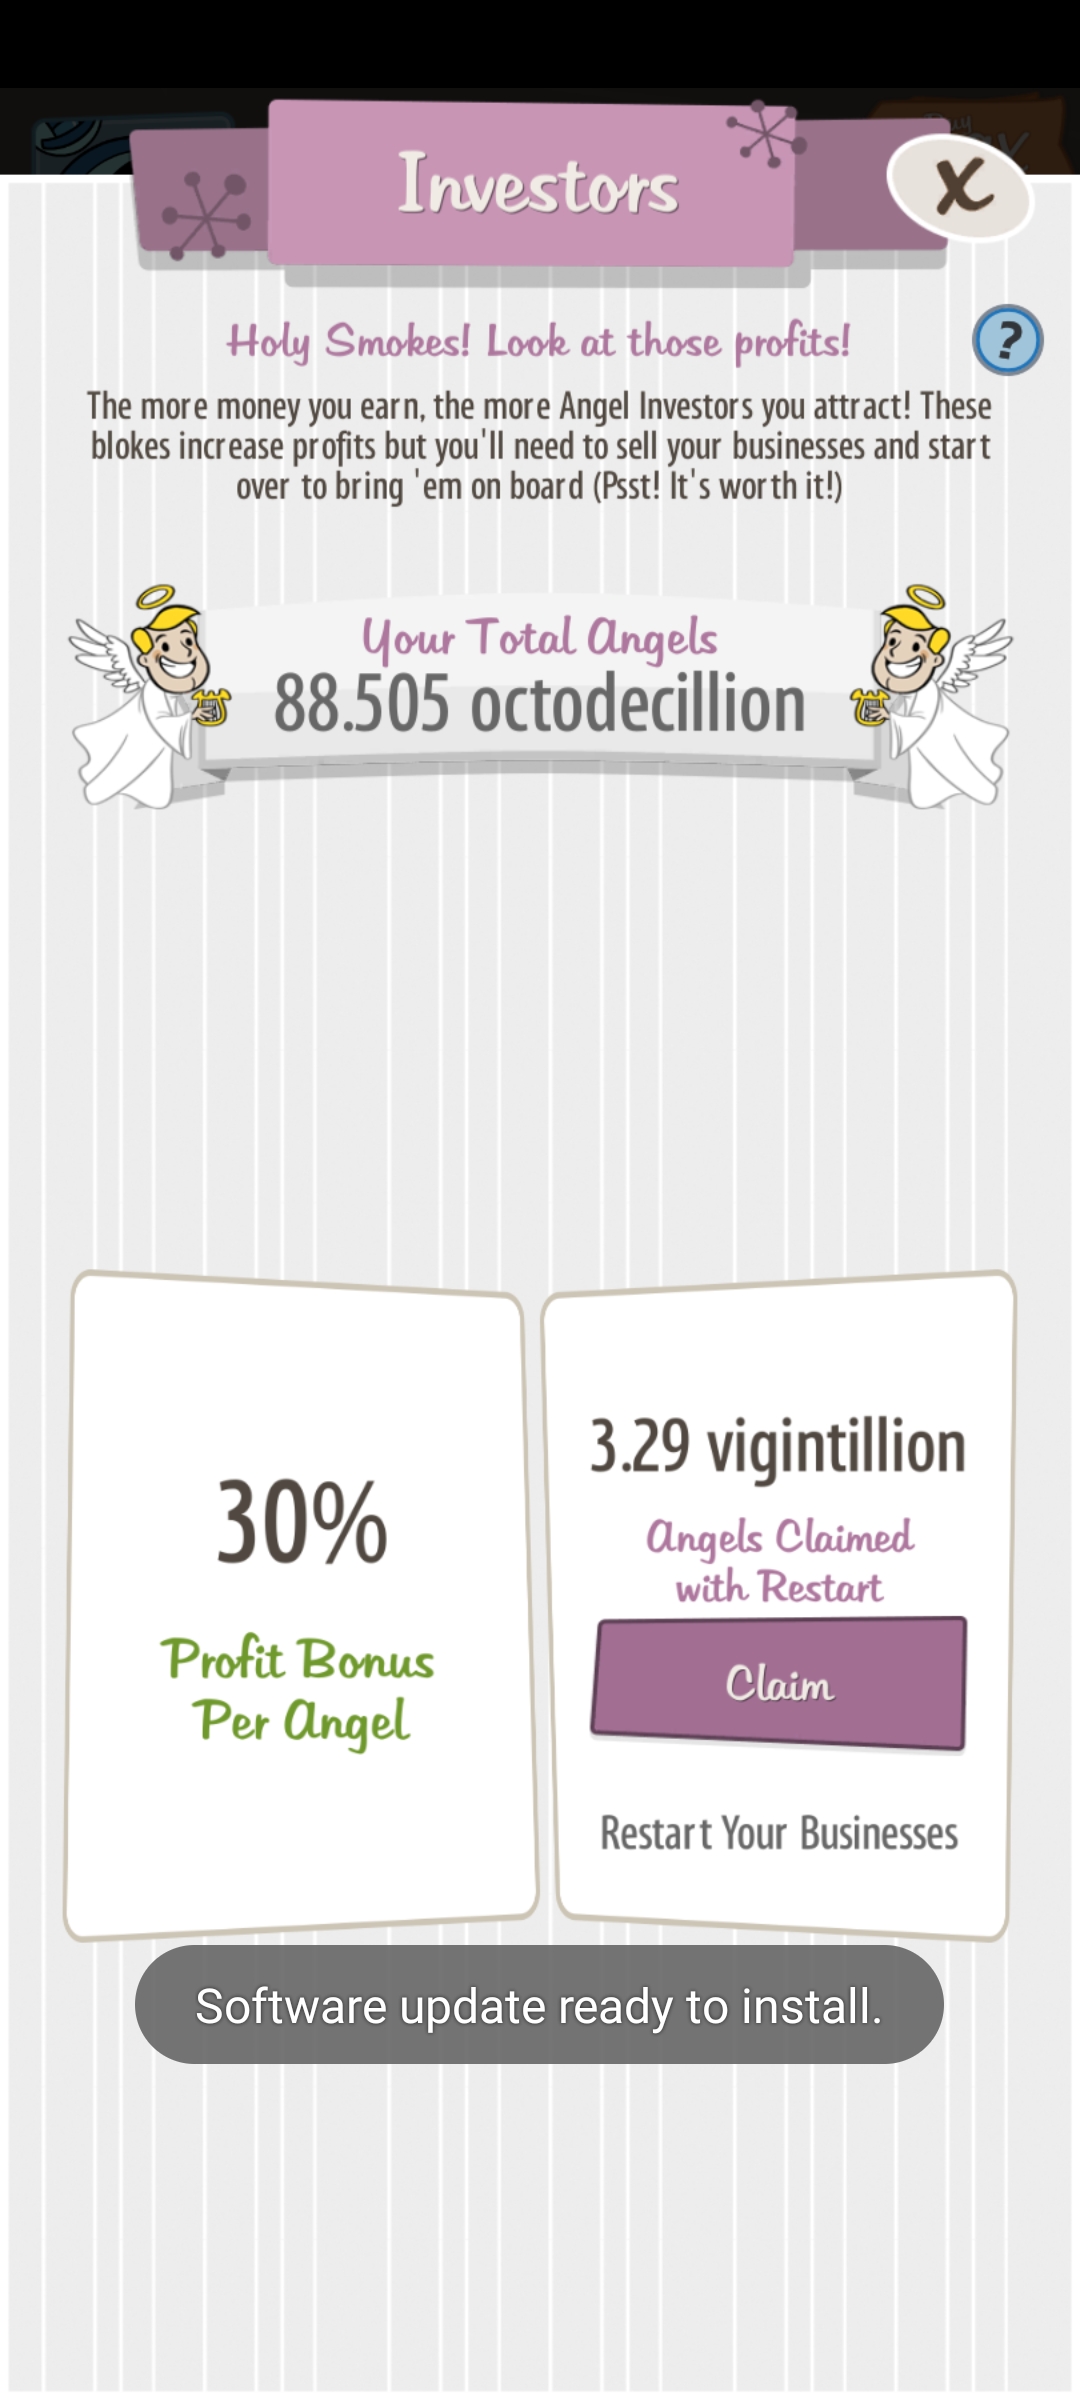 Investors
X
Holy Smokes! Look at those profits!
?
The more money you earn, the more Angel Investors you attract! These
blokes increase profits but you'll need to sell your businesses and start
over to bring 'em on board (Psst! It's worth it!)
Your Total Angels
88.505 octodecillion
30%
Profit Bonus
Per Angel
3.29 vigintillion
Angels Claimed
with Restart
Claim
Restart Your Businesses
Software update ready to install.